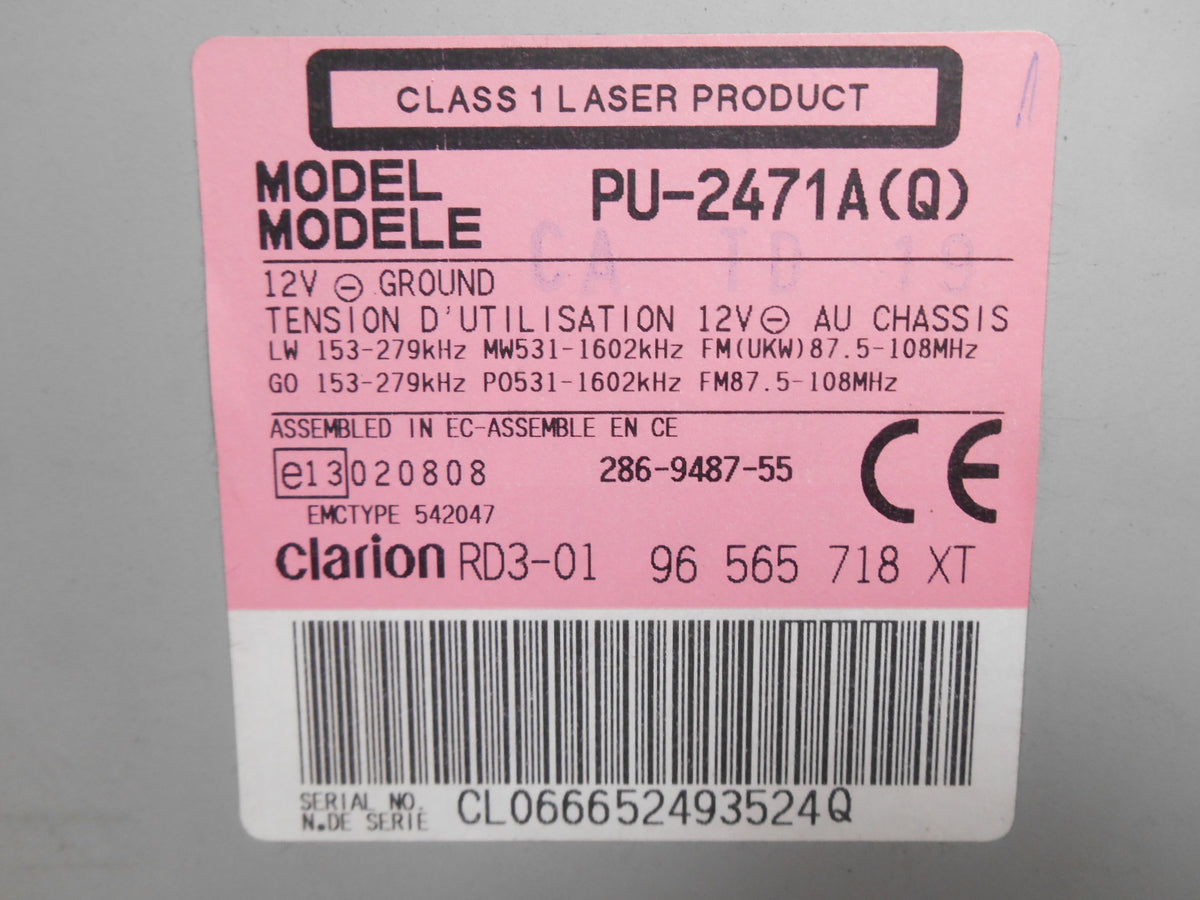 CLASS 1 LASER PRODUCT
MODEL
MODELE
PU-2471A(Q)
CA TD 19
12V ⊖ GROUND
TENSION D'UTILISATION 12V⊖ AU CHASSIS
LW 153-279kHz MW531-1602kHz FM(UKW)87.5-108MHz
GO 153-279kHz PO531-1602kHz FM87.5-108MHz
ASSEMBLED IN EC-ASSEMBLE EN CE
e13 020808 286-9487-55 CE
EMCTYPE 542047
clarion RD3-01 96 565 718 XT
SERIAL NO.
N.DE SERIE
CL066652493524Q